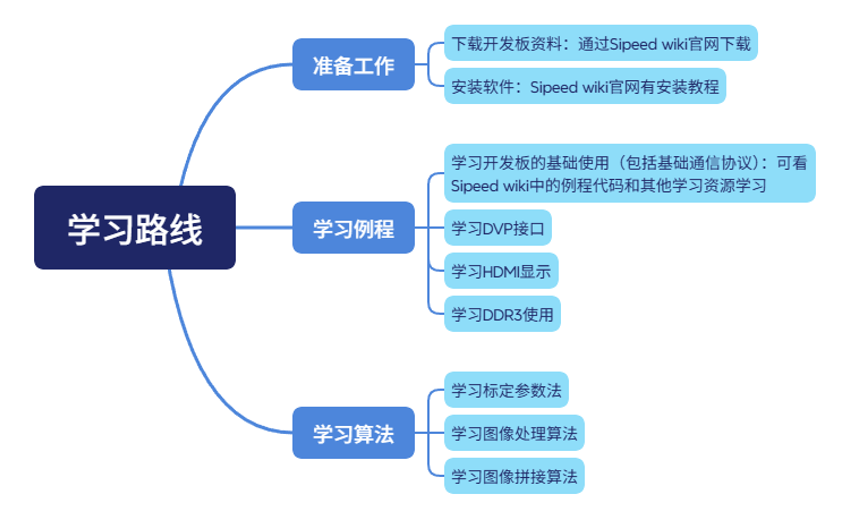 学习路线
准备工作
下载开发板资料：通过Sipeed wiki官网下载
安装软件：Sipeed wiki官网有安装教程
学习例程
学习开发板的基础使用（包括基础通信协议）：可看
Sipeed wiki中的例程代码和其他学习资源学习
学习DVP接口
学习HDMI显示
学习DDR3使用
学习算法
学习标定参数法
学习图像处理算法
学习图像拼接算法